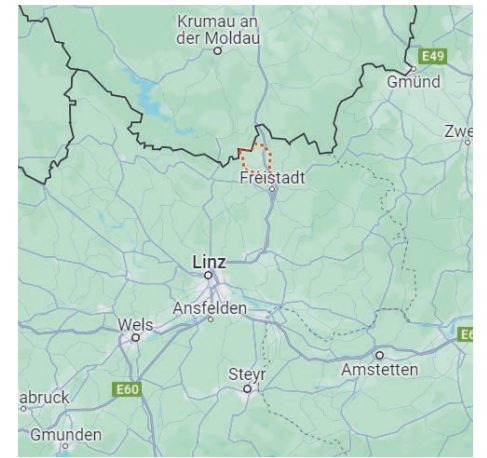 Krumau an
der Moldau
E49
Gmünd
Zwe
Freistadt
Linz
Ansfelden
Wels
E6
Amstetten
Steyr
E60
abruck
Gmunden